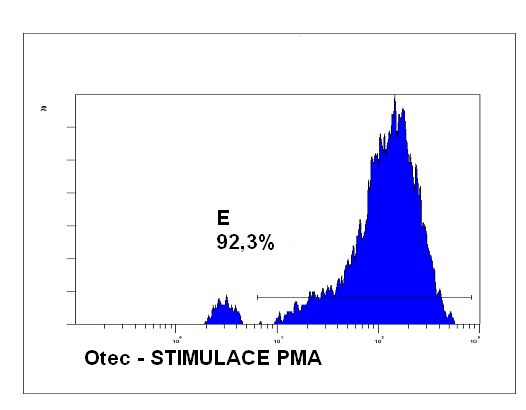 E
92,3%
Otec - STIMULACE PMA